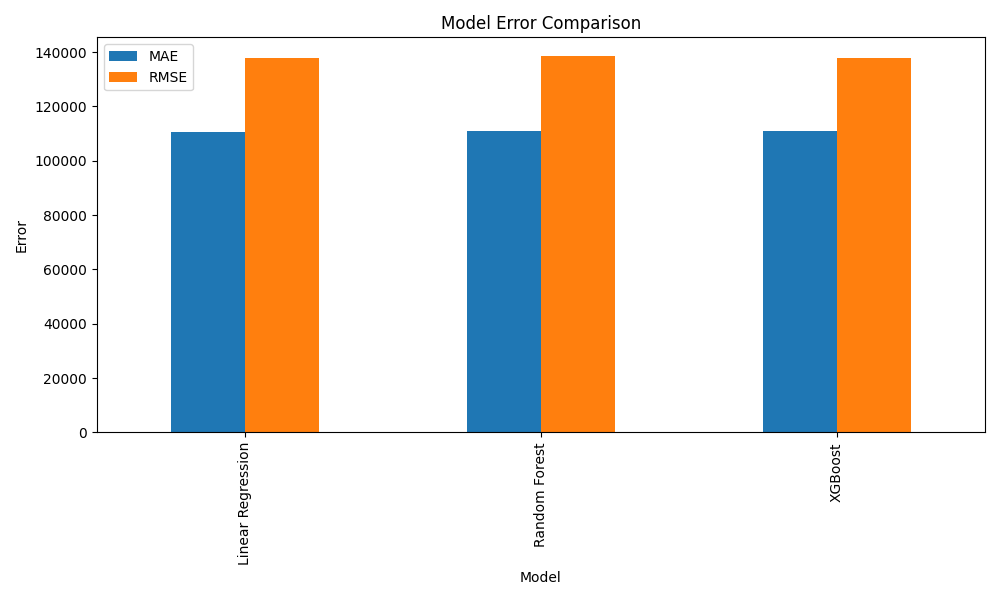 Model Error Comparison
MAE
RMSE
140000
120000
100000
80000
60000
40000
20000
0
Error
Linear Regression
Random Forest
XGBoost
Model